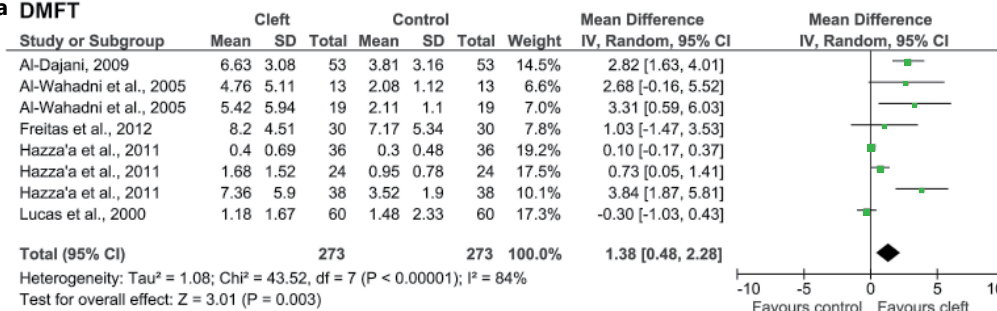 a DMFT
Cleft Control Mean Difference Mean Difference
Study or Subgroup Mean SD Total Mean SD Total Weight IV, Random, 95% CI IV, Random, 95% CI
Al-Dajani, 2009 6.63 3.08 53 3.81 3.16 53 14.5% 2.82 [1.63, 4.01]
Al-Wahadni et al., 2005 4.76 5.11 13 2.08 1.12 13 6.6% 2.68 [-0.16, 5.52]
Al-Wahadni et al., 2005 5.42 5.94 19 2.11 1.1 19 7.0% 3.31 [0.59, 6.03]
Freitas et al., 2012 8.2 4.51 30 7.17 5.34 30 7.8% 1.03 [-1.47, 3.53]
Hazza'a et al., 2011 0.4 0.69 36 0.3 0.48 36 19.2% 0.10 [-0.17, 0.37]
Hazza'a et al., 2011 1.68 1.52 24 0.95 0.78 24 17.5% 0.73 [0.05, 1.41]
Hazza'a et al., 2011 7.36 5.9 38 3.52 1.9 38 10.1% 3.84 [1.87, 5.81]
Lucas et al., 2000 1.18 1.67 60 1.48 2.33 60 17.3% -0.30 [-1.03, 0.43]
Total (95% CI) 273 273 100.0% 1.38 [0.48, 2.28]
Heterogeneity: Tau² = 1.08; Chi² = 43.52, df = 7 (P < 0.00001); I² = 84%
Test for overall effect: Z = 3.01 (P = 0.003)
-10 -5 0 5 10
Favours control Favours cleft